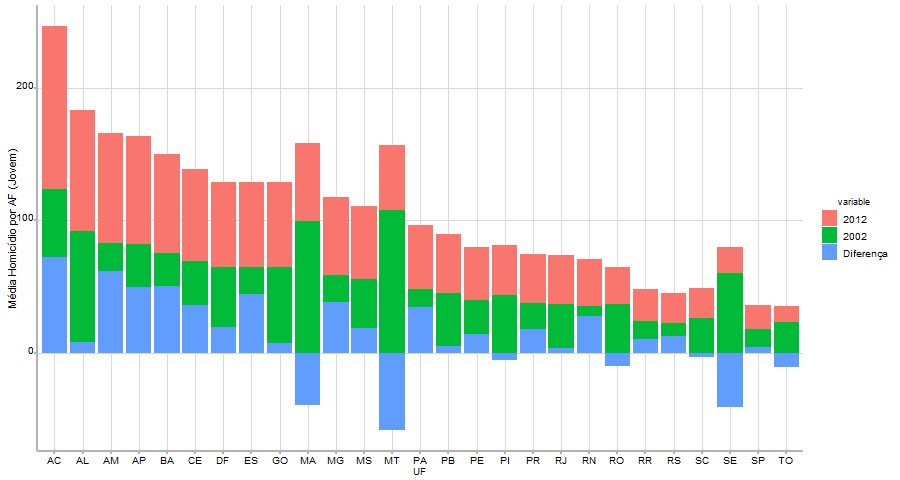 Média Homicídio por AF (Jovem)
200
100
0
AC AL AM AP BA CE DF ES GO MA MG MS MT PA PB PE PI PR RJ RN RO RR RS SC SE SP TO
UF
variable
2012
2002
Diferença